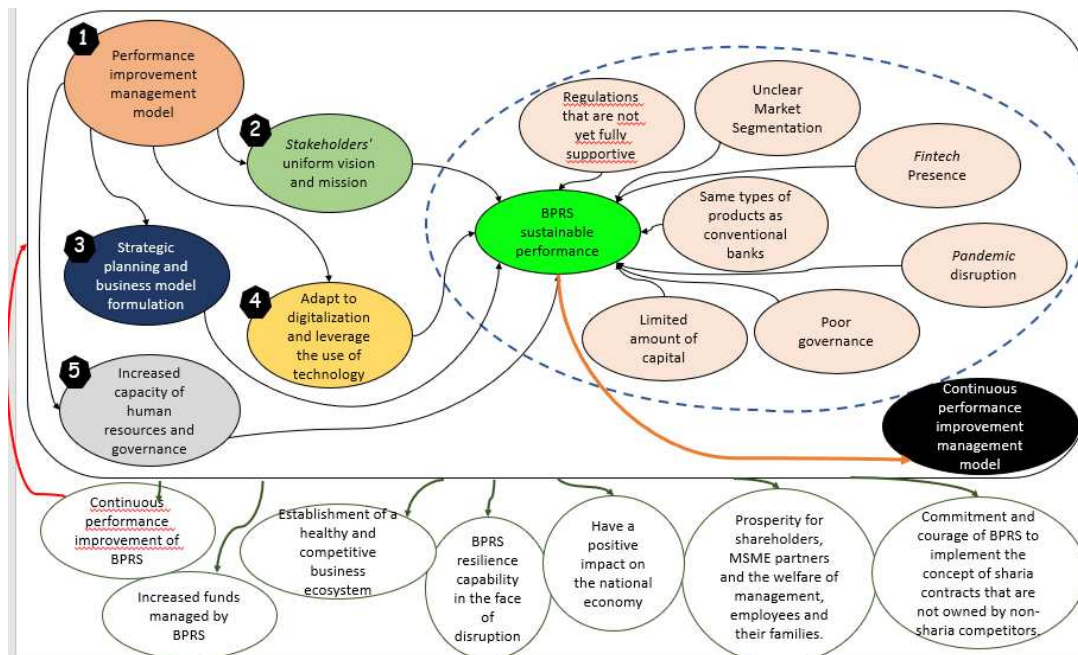 1
Performance
improvement
management
model
2
Stakeholders'
uniform vision
and mission
3
Strategic
planning and
business model
formulation
4
Adapt to
digitalization and
leverage the use of
technology
5
Increased
capacity of
human
resources and
governance
BPRS
sustainable
performance
Regulations
that are not
yet fully
supportive
Unclear
Market
Segmentation
Fintech
Presence
Same types of
products as
conventional
banks
Pandemic
disruption
Limited
amount of
capital
Poor
governance
Continuous
performance
improvement
management
model
Continuous
performance
improvement of
BPRS
Increased funds
managed by
BPRS
Establishment of a
healthy and
competitive
business
ecosystem
BPRS
resilience
capability
in the face
of
disruption
Have a
positive
impact on
the national
economy
Prosperity for
shareholders,
MSME partners
and the welfare of
management,
employees and
their families.
Commitment and
courage of BPRS to
implement the
concept of sharia
contracts that are
not owned by non-
sharia competitors.